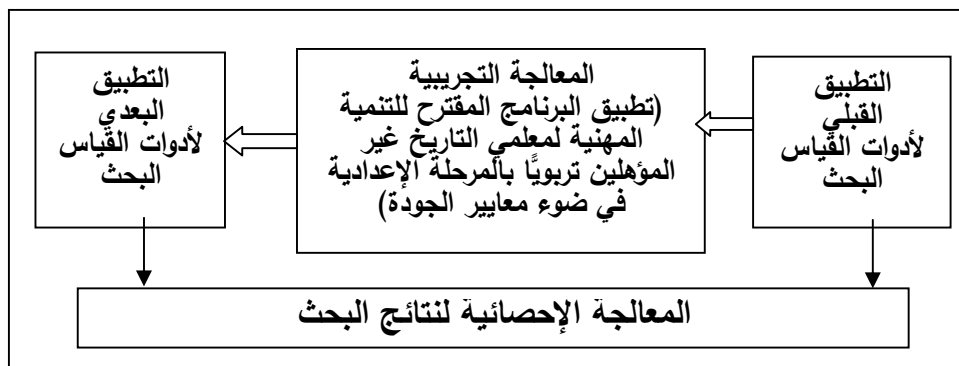 التطبيق
القبلي
لأدوات القياس
البحث
المعالجة التجريبية
(تطبيق البرنامج المقترح للتنمية
المهنية لمعلمي التاريخ غير
المؤهلين تربويًا بالمرحلة الإعدادية
في ضوء معايير الجودة)
التطبيق
البعدي
لأدوات القياس
البحث
المعالجة الإحصائية لنتائج البحث